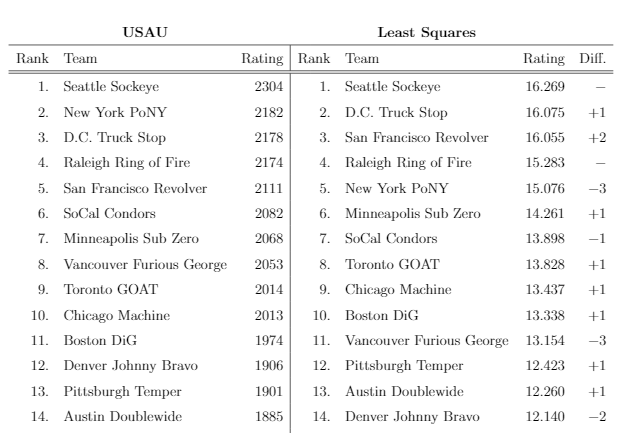 USAU Least Squares
Rank Team Rating Rank Team Rating Diff.
1. Seattle Sockeye 2304 1. Seattle Sockeye 16.269 −
2. New York PoNY 2182 2. D.C. Truck Stop 16.075 +1
3. D.C. Truck Stop 2178 3. San Francisco Revolver 16.055 +2
4. Raleigh Ring of Fire 2174 4. Raleigh Ring of Fire 15.283 −
5. San Francisco Revolver 2111 5. New York PoNY 15.076 −3
6. SoCal Condors 2082 6. Minneapolis Sub Zero 14.261 +1
7. Minneapolis Sub Zero 2068 7. SoCal Condors 13.898 −1
8. Vancouver Furious George 2053 8. Toronto GOAT 13.828 +1
9. Toronto GOAT 2014 9. Chicago Machine 13.437 +1
10. Chicago Machine 2013 10. Boston DiG 13.338 +1
11. Boston DiG 1974 11. Vancouver Furious George 13.154 −3
12. Denver Johnny Bravo 1906 12. Pittsburgh Temper 12.423 +1
13. Pittsburgh Temper 1901 13. Austin Doublewide 12.260 +1
14. Austin Doublewide 1885 14. Denver Johnny Bravo 12.140 −2